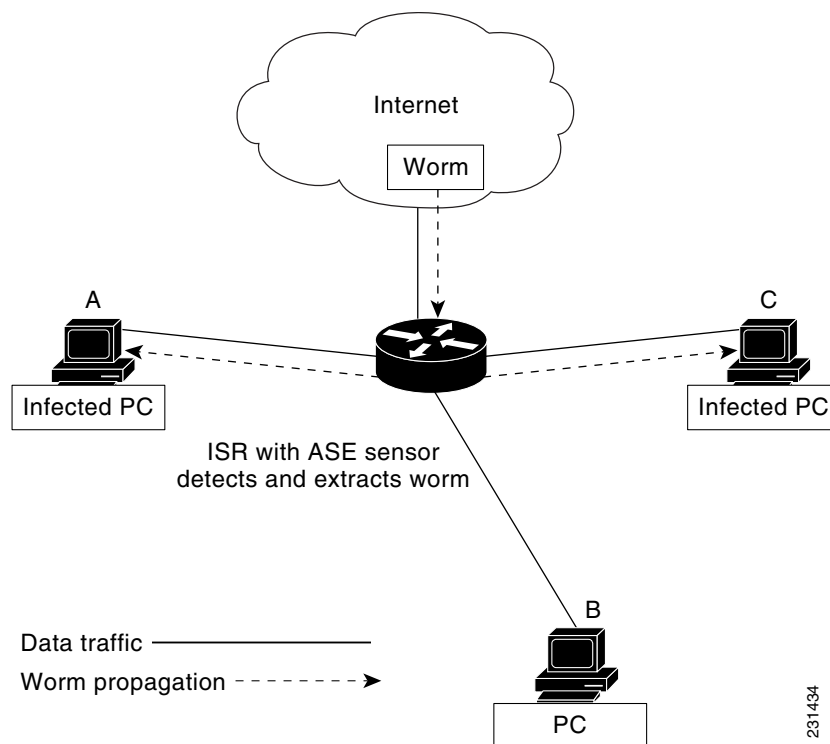 Internet
Worm
A
C
Infected PC
Infected PC
ISR with ASE sensor
detects and extracts worm
B
Data traffic
Worm propagation
PC
231434